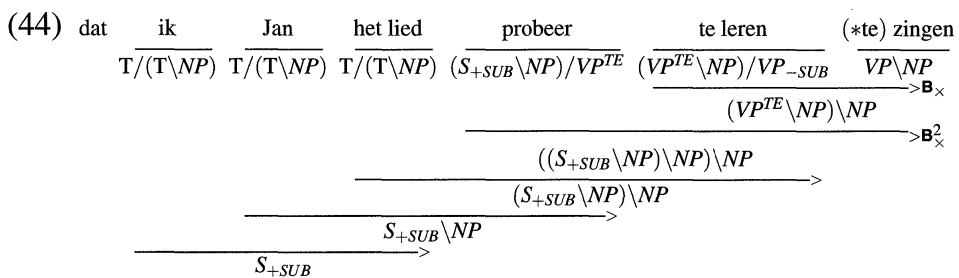 (44) dat ik Jan het lied probeer te leren (∗te) zingen
T/(T\NP) T/(T\NP) T/(T\NP) (S₊SUB\NP)/VP^TE (VP^TE\NP)/VP₋SUB VP\NP
>B×
(VP^TE\NP)\NP
>B²×
((S₊SUB\NP)\NP)\NP
>
(S₊SUB\NP)\NP
>
S₊SUB\NP
>
S₊SUB